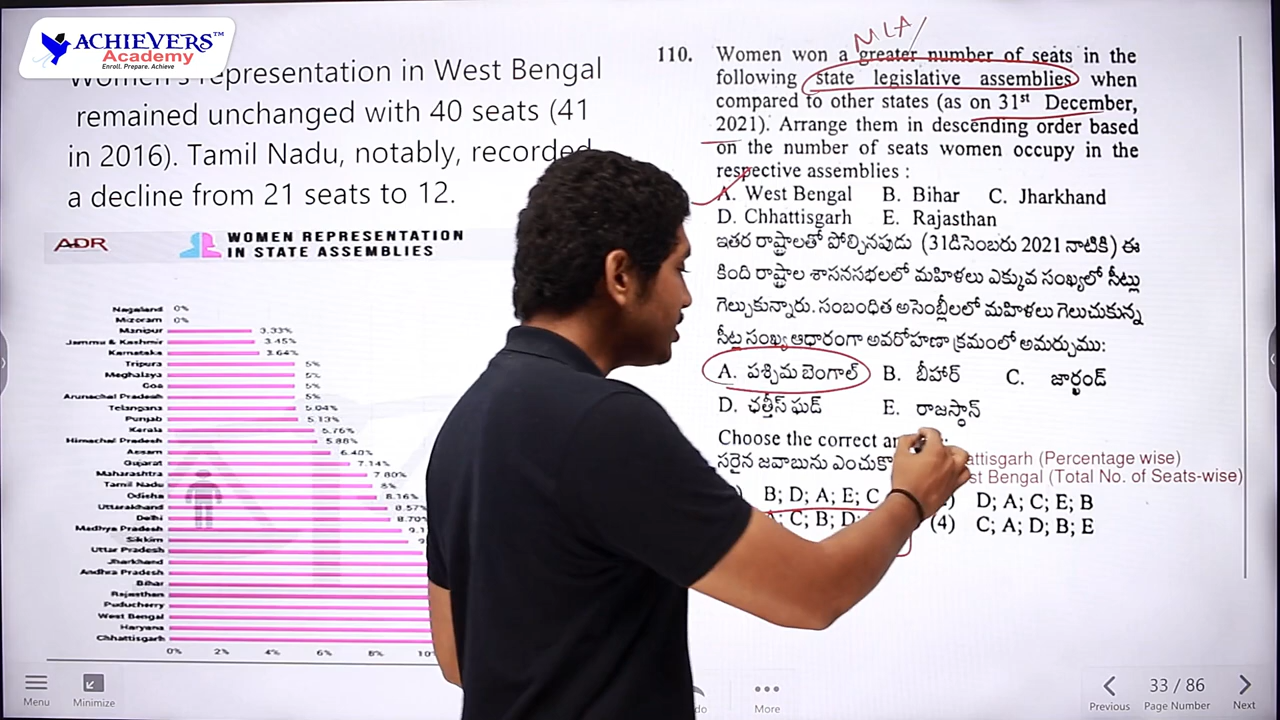 ACHIEVERS™
Academy
Enroll. Prepare. Achieve
Women's representation in West Bengal
remained unchanged with 40 seats (41
in 2016). Tamil Nadu, notably, recorded
a decline from 21 seats to 12.
ADR
WOMEN REPRESENTATION
IN STATE ASSEMBLIES
Nagaland 0%
Mizoram 0%
Manipur 3.33%
Jammu & Kashmir 3.45%
Karnataka 3.64%
Tripura 5%
Meghalaya 5%
Goa 5%
Arunachal Pradesh 5%
Telangana 5.04%
Punjab 5.13%
Kerala 5.76%
Himachal Pradesh 5.88%
Assam 6.40%
Gujarat 7.14%
Maharashtra 7.80%
Tamil Nadu 8%
Odisha 8.16%
Uttarakhand 8.57%
Delhi 8.70%
Madhya Pradesh 9.1
Sikkim 9
Uttar Pradesh
Jharkhand
Andhra Pradesh
Bihar
Rajasthan
Puducherry
West Bengal
Haryana
Chhattisgarh
0% 2% 4% 6% 8% 10
MLA
110. Women won a greater number of seats in the
following state legislative assemblies when
compared to other states (as on 31st December,
2021). Arrange them in descending order based
on the number of seats women occupy in the
respective assemblies :
A. West Bengal B. Bihar C. Jharkhand
D. Chhattisgarh E. Rajasthan
ఇతర రాష్ట్రాలతో పోల్చినపుడు (31డిసెంబరు 2021 నాటికి) ఈ
కింది రాష్ట్రాల శాసనసభలలో మహిళలు ఎక్కువ సంఖ్యలో సీట్లు
గెల్చుకున్నారు. సంబంధిత అసెంబ్లీలలో మహిళలు గెలుచుకున్న
సీట్ల సంఖ్య ఆధారంగా అవరోహణా క్రమంలో అమర్చుము:
A. పశ్చిమ బెంగాల్ B. బీహార్ C. జార్ఖండ్
D. ఛత్తీస్ ఘడ్ E. రాజస్థాన్
Choose the correct an
సరైన జవాబును ఎంచుకొ
attisgarh (Percentage wise)
st Bengal (Total No. of Seats-wise)
B; D; A; E; C D; A; C; E; B
C; B; D; (4) C; A; D; B; E
Menu Minimize More Previous 33 / 86 Page Number Next